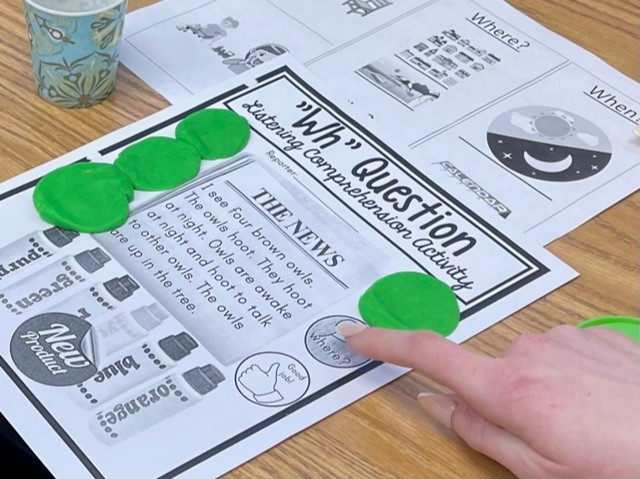 Where?
When?
CALENDAR
"Wh" Question
Listening Comprehension Activity
Reporter:
THE NEWS
I see four brown owls.
The owls hoot. They hoot
at night. Owls are awake
at night and hoot to talk
to other owls. The owls
are up in the tree.
where?
Good
job!
purple
green
New
Product
blue
orange